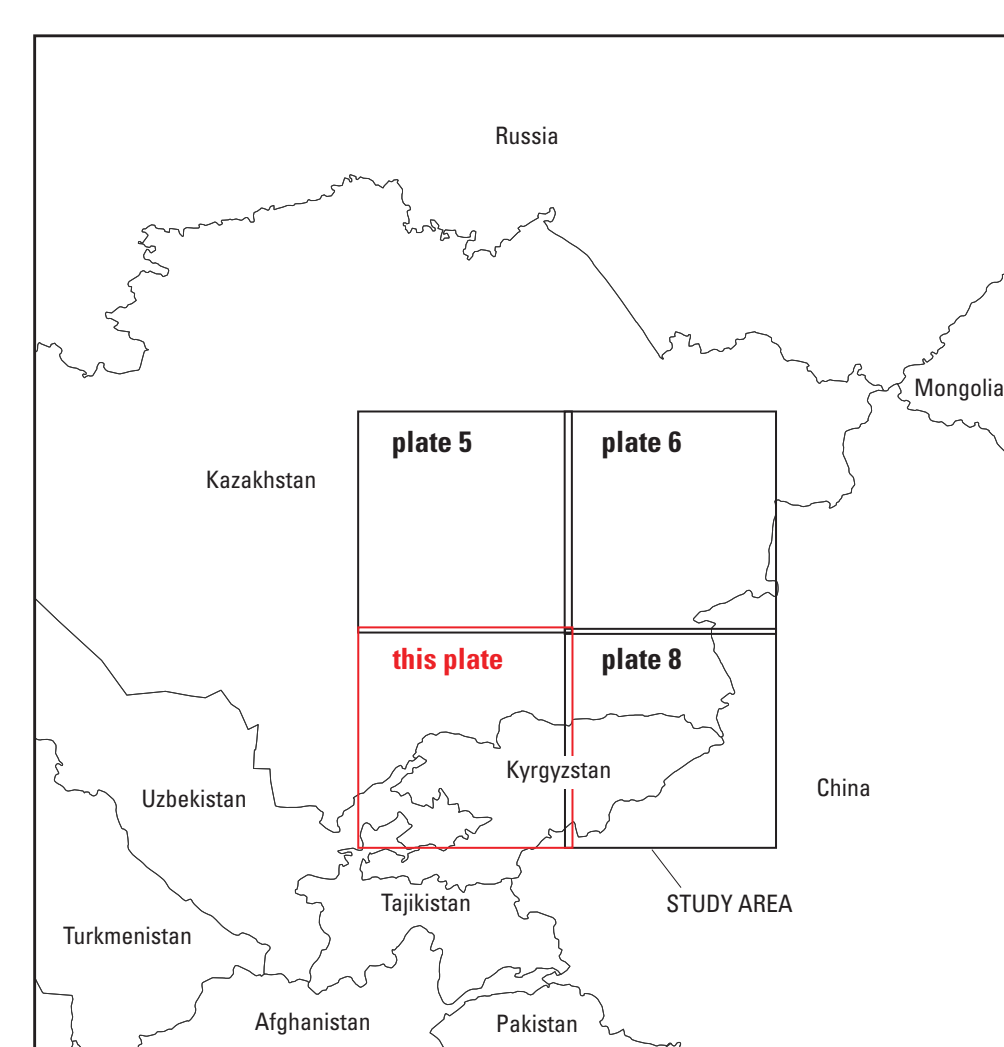 Russia
Mongolia
plate 5
plate 6
Kazakhstan
this plate
plate 8
Kyrgyzstan
China
Uzbekistan
Tajikistan
STUDY AREA
Turkmenistan
Afghanistan
Pakistan